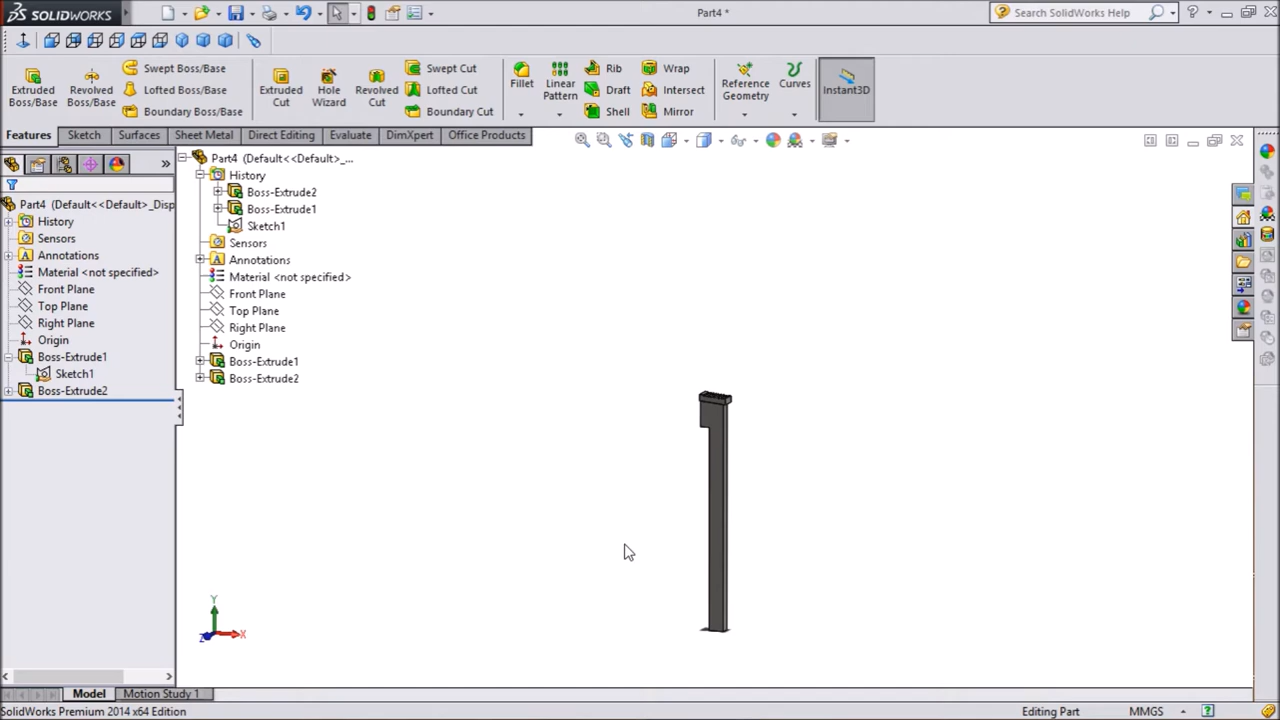 SOLIDWORKS
Part4 *
Search SolidWorks Help
Extruded Boss/Base
Revolved Boss/Base
Swept Boss/Base
Lofted Boss/Base
Boundary Boss/Base
Extruded Cut
Hole Wizard
Revolved Cut
Swept Cut
Lofted Cut
Boundary Cut
Fillet
Linear Pattern
Rib
Draft
Shell
Wrap
Intersect
Mirror
Reference Geometry
Curves
Instant3D
Features Sketch Surfaces Sheet Metal Direct Editing Evaluate DimXpert Office Products
Part4 (Default<<Default>_Disp
History
Sensors
Annotations
Material <not specified>
Front Plane
Top Plane
Right Plane
Origin
Boss-Extrude1
Sketch1
Boss-Extrude2
Part4 (Default<<Default>_...
History
Boss-Extrude2
Boss-Extrude1
Sketch1
Sensors
Annotations
Material <not specified>
Front Plane
Top Plane
Right Plane
Origin
Boss-Extrude1
Boss-Extrude2
Y
Z
X
Model Motion Study 1
SolidWorks Premium 2014 x64 Edition
Editing Part
MMGS